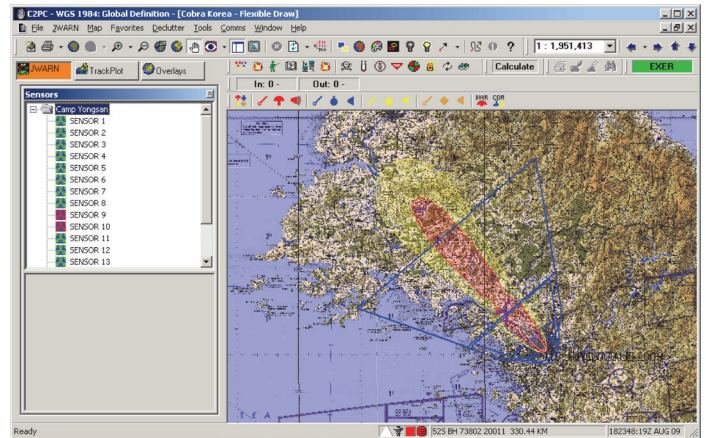 C2PC - WGS 1984: Global Definition - [Cobra Korea - Flexible Draw]
File JWARN Map Favorites Declutter Tools Comms Window Help
1 : 1,951,413
JWARN TrackPlot Overlays
Calculate EXER
In: 0 - Out: 0 -
BWR CDR
Sensors
Camp Yongsan
SENSOR 1
SENSOR 2
SENSOR 3
SENSOR 4
SENSOR 5
SENSOR 6
SENSOR 7
SENSOR 8
SENSOR 9
SENSOR 10
SENSOR 11
SENSOR 12
SENSOR 13
S E A
Ready 52S BH 73802 20011 330.44 KM 182348:19Z AUG 09